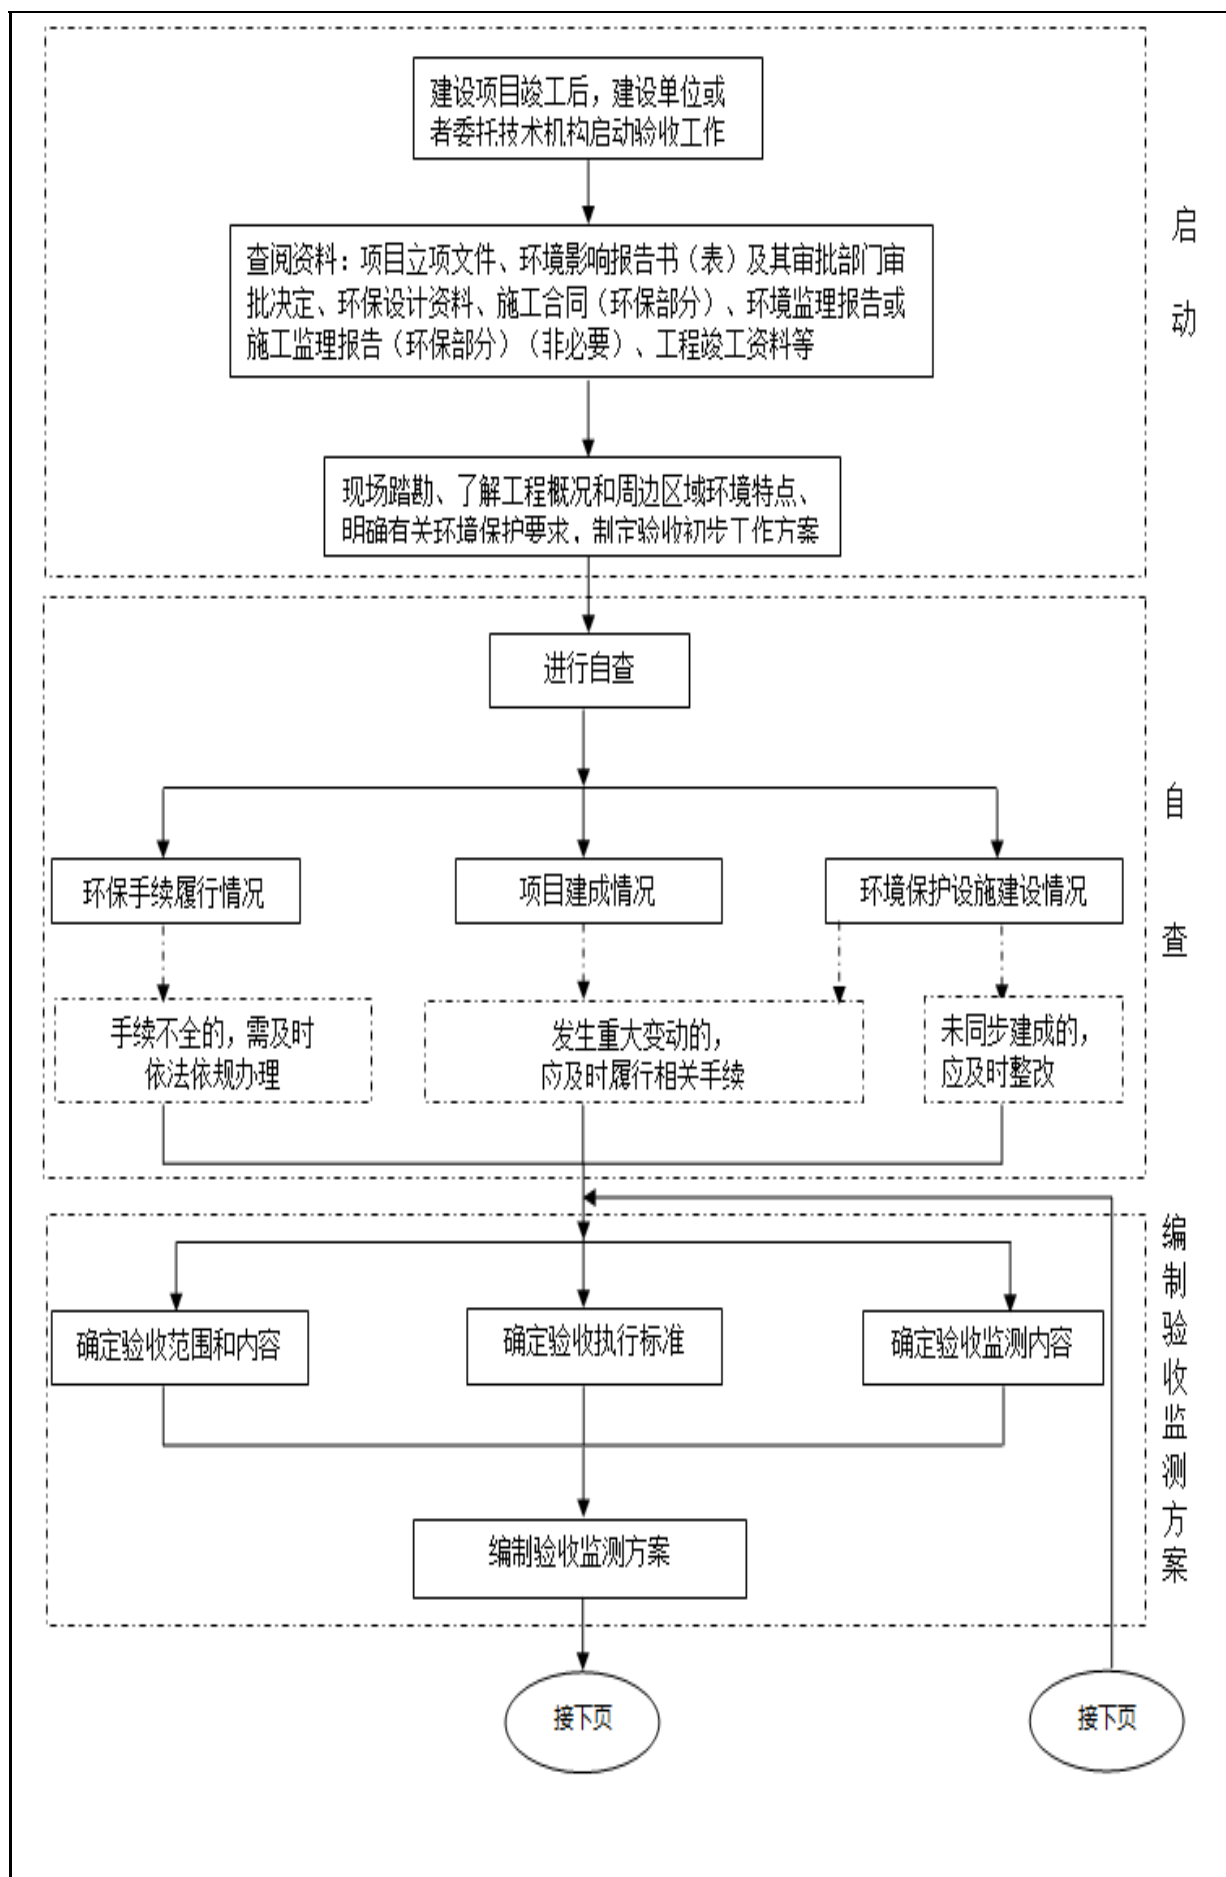 建设项目竣工后，建设单位或
者委托技术机构启动验收工作
查阅资料：项目立项文件、环境影响报告书（表）及其审批部门审
批决定、环保设计资料、施工合同（环保部分）、环境监理报告或
施工监理报告（环保部分）（非必要）、工程竣工资料等
现场踏勘、了解工程概况和周边区域环境特点、
明确有关环境保护要求，制定验收初步工作方案
启
动
进行自查
环保手续履行情况
项目建成情况
环境保护设施建设情况
手续不全的，需及时
依法依规办理
发生重大变动的，
应及时履行相关手续
未同步建成的，
应及时整改
自
查
确定验收范围和内容
确定验收执行标准
确定验收监测内容
编制验收监测方案
编
制
验
收
监
测
方
案
接下页
接下页